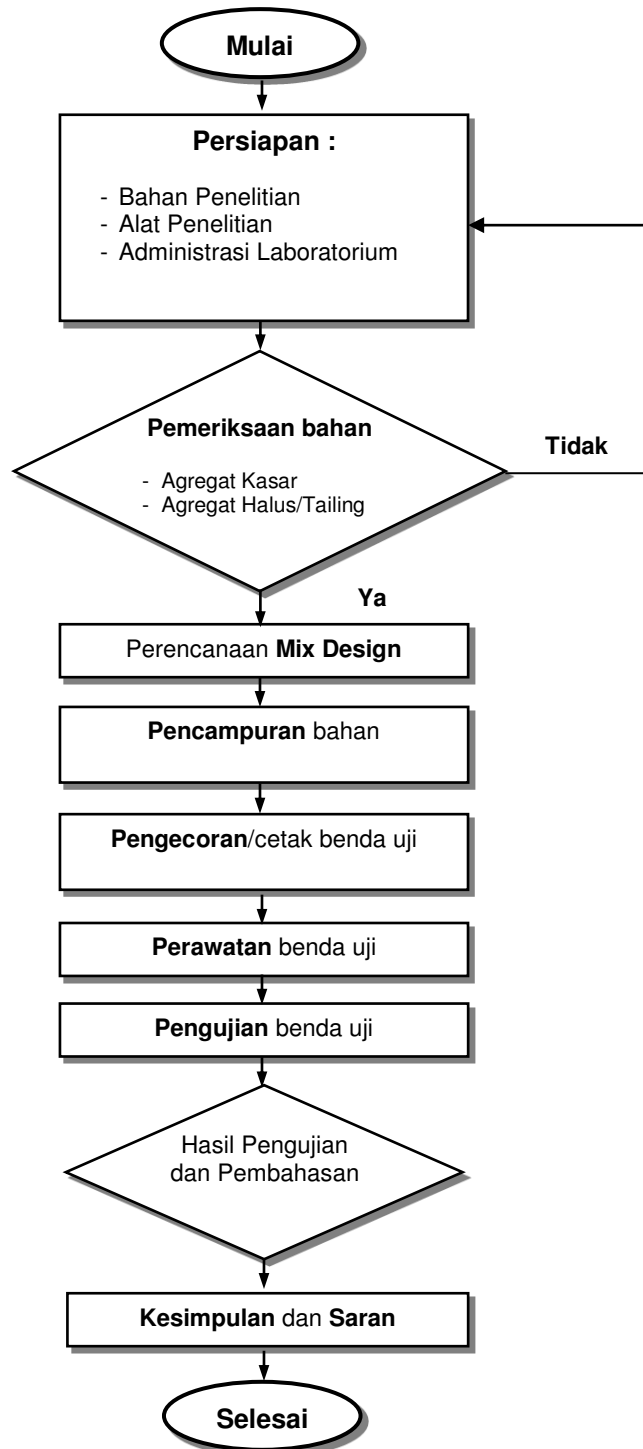 Mulai
Persiapan :
- Bahan Penelitian
- Alat Penelitian
- Administrasi Laboratorium
Pemeriksaan bahan
- Agregat Kasar
- Agregat Halus/Tailing
Tidak
Ya
Perencanaan Mix Design
Pencampuran bahan
Pengecoran/cetak benda uji
Perawatan benda uji
Pengujian benda uji
Hasil Pengujian
dan Pembahasan
Kesimpulan dan Saran
Selesai